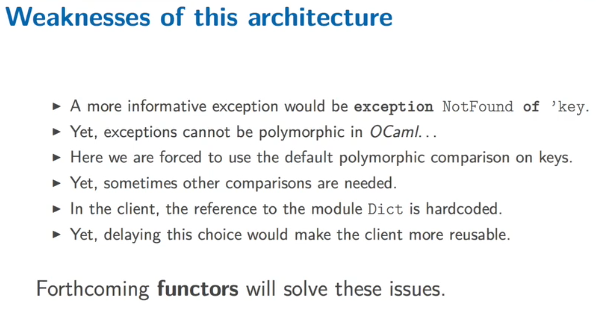 Weaknesses of this architecture
▶ A more informative exception would be exception NotFound of 'key.
▶ Yet, exceptions cannot be polymorphic in OCaml...
▶ Here we are forced to use the default polymorphic comparison on keys.
▶ Yet, sometimes other comparisons are needed.
▶ In the client, the reference to the module Dict is hardcoded.
▶ Yet, delaying this choice would make the client more reusable.
Forthcoming functors will solve these issues.